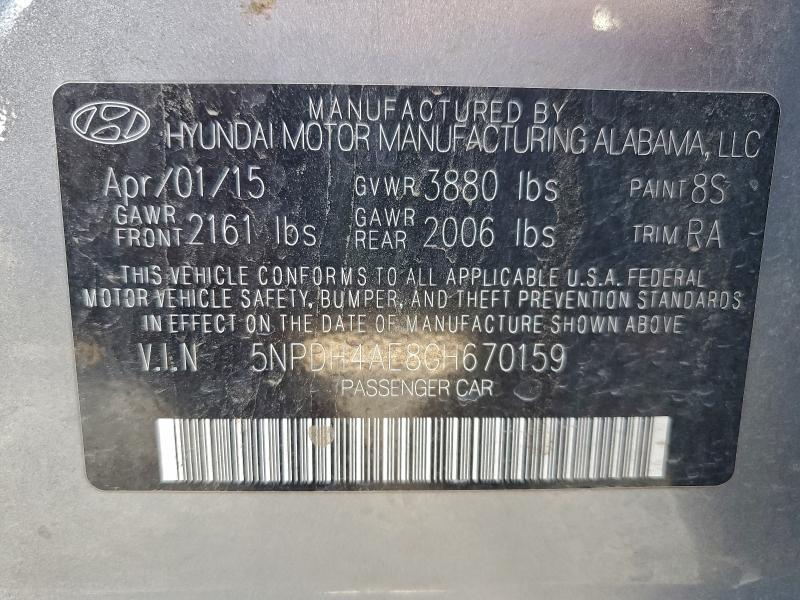 MANUFACTURED BY
HYUNDAI MOTOR MANUFACTURING ALABAMA, LLC
Apr/01/15 GVWR 3880 lbs PAINT 8S
GAWR FRONT 2161 lbs GAWR REAR 2006 lbs TRIM RA
THIS VEHICLE CONFORMS TO ALL APPLICABLE U.S.A. FEDERAL
MOTOR VEHICLE SAFETY, BUMPER, AND THEFT PREVENTION STANDARDS
IN EFFECT ON THE DATE OF MANUFACTURE SHOWN ABOVE.
V.I.N 5NPDH4AE8GH670159
/PASSENGER CAR